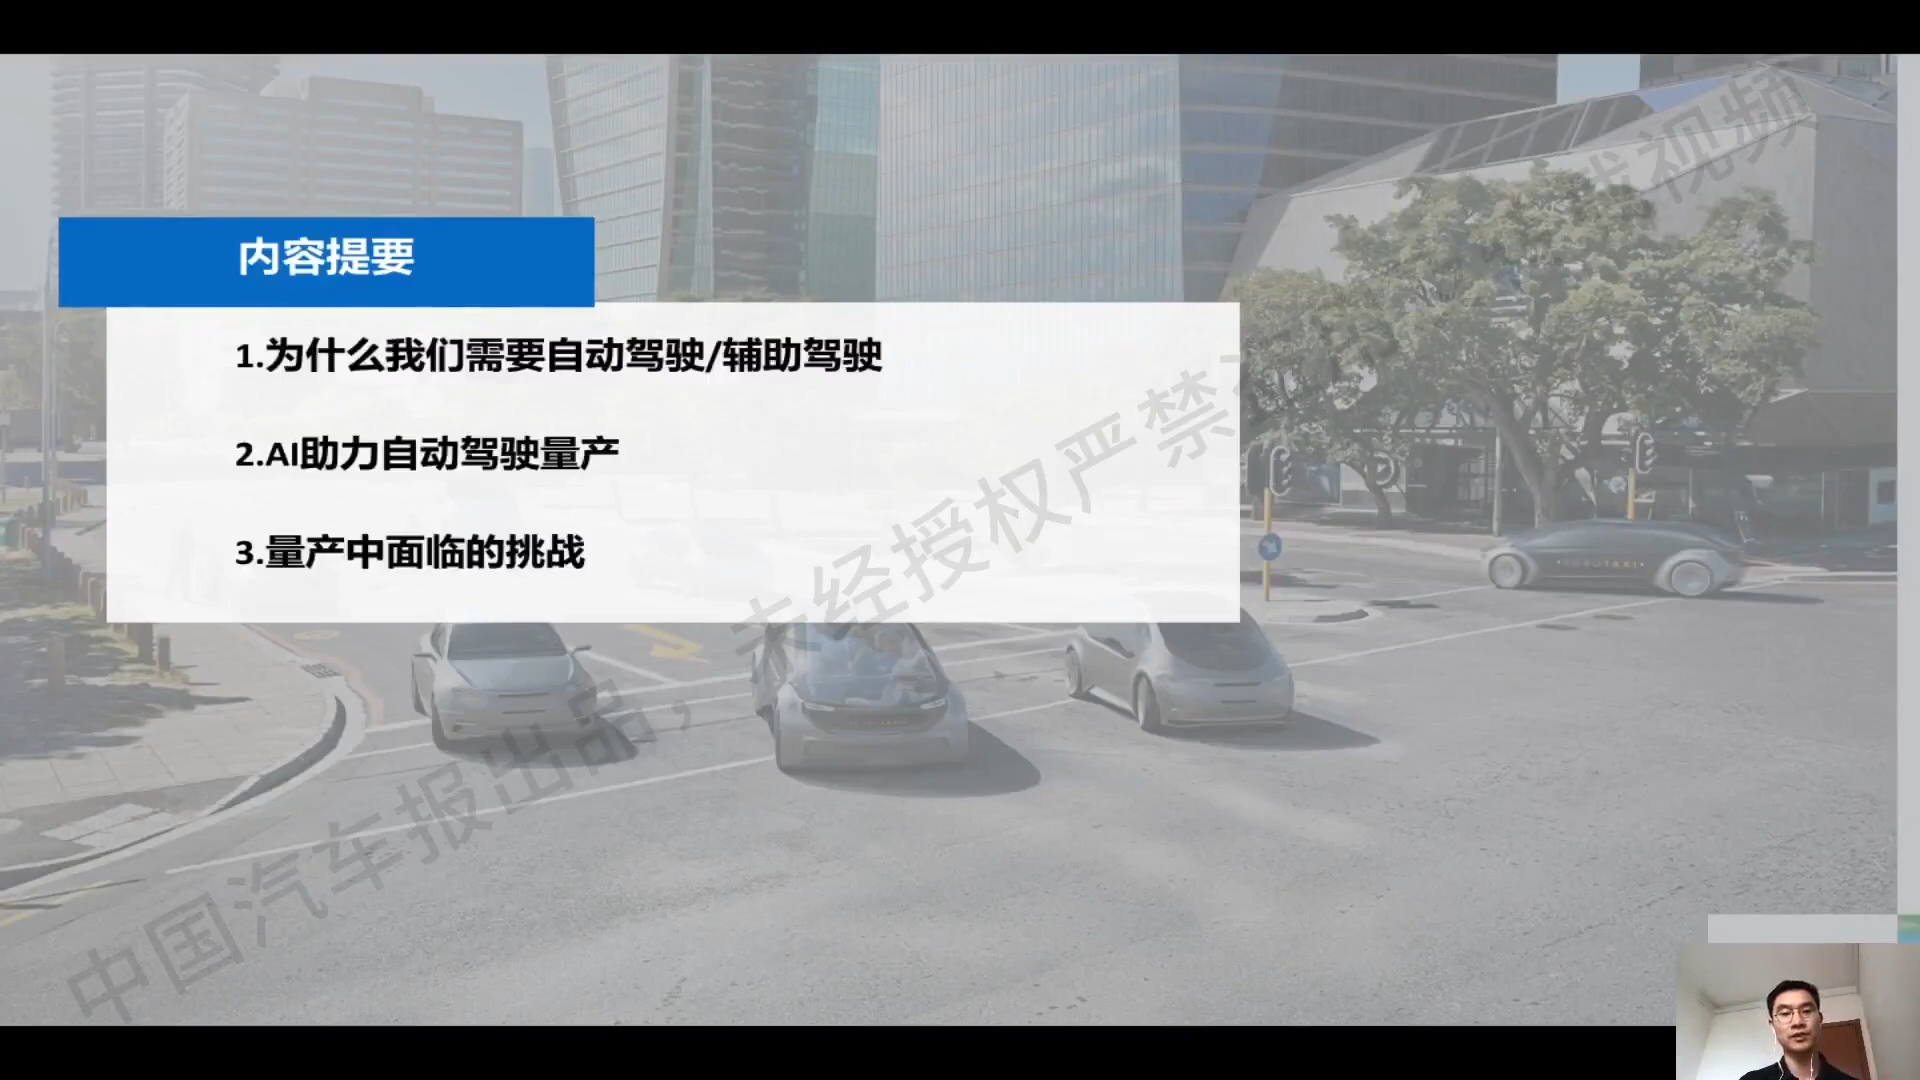 内容提要
1.为什么我们需要自动驾驶/辅助驾驶
2.AI助力自动驾驶量产
3.量产中面临的挑战
中国汽车报出品，未经授权严禁
视频